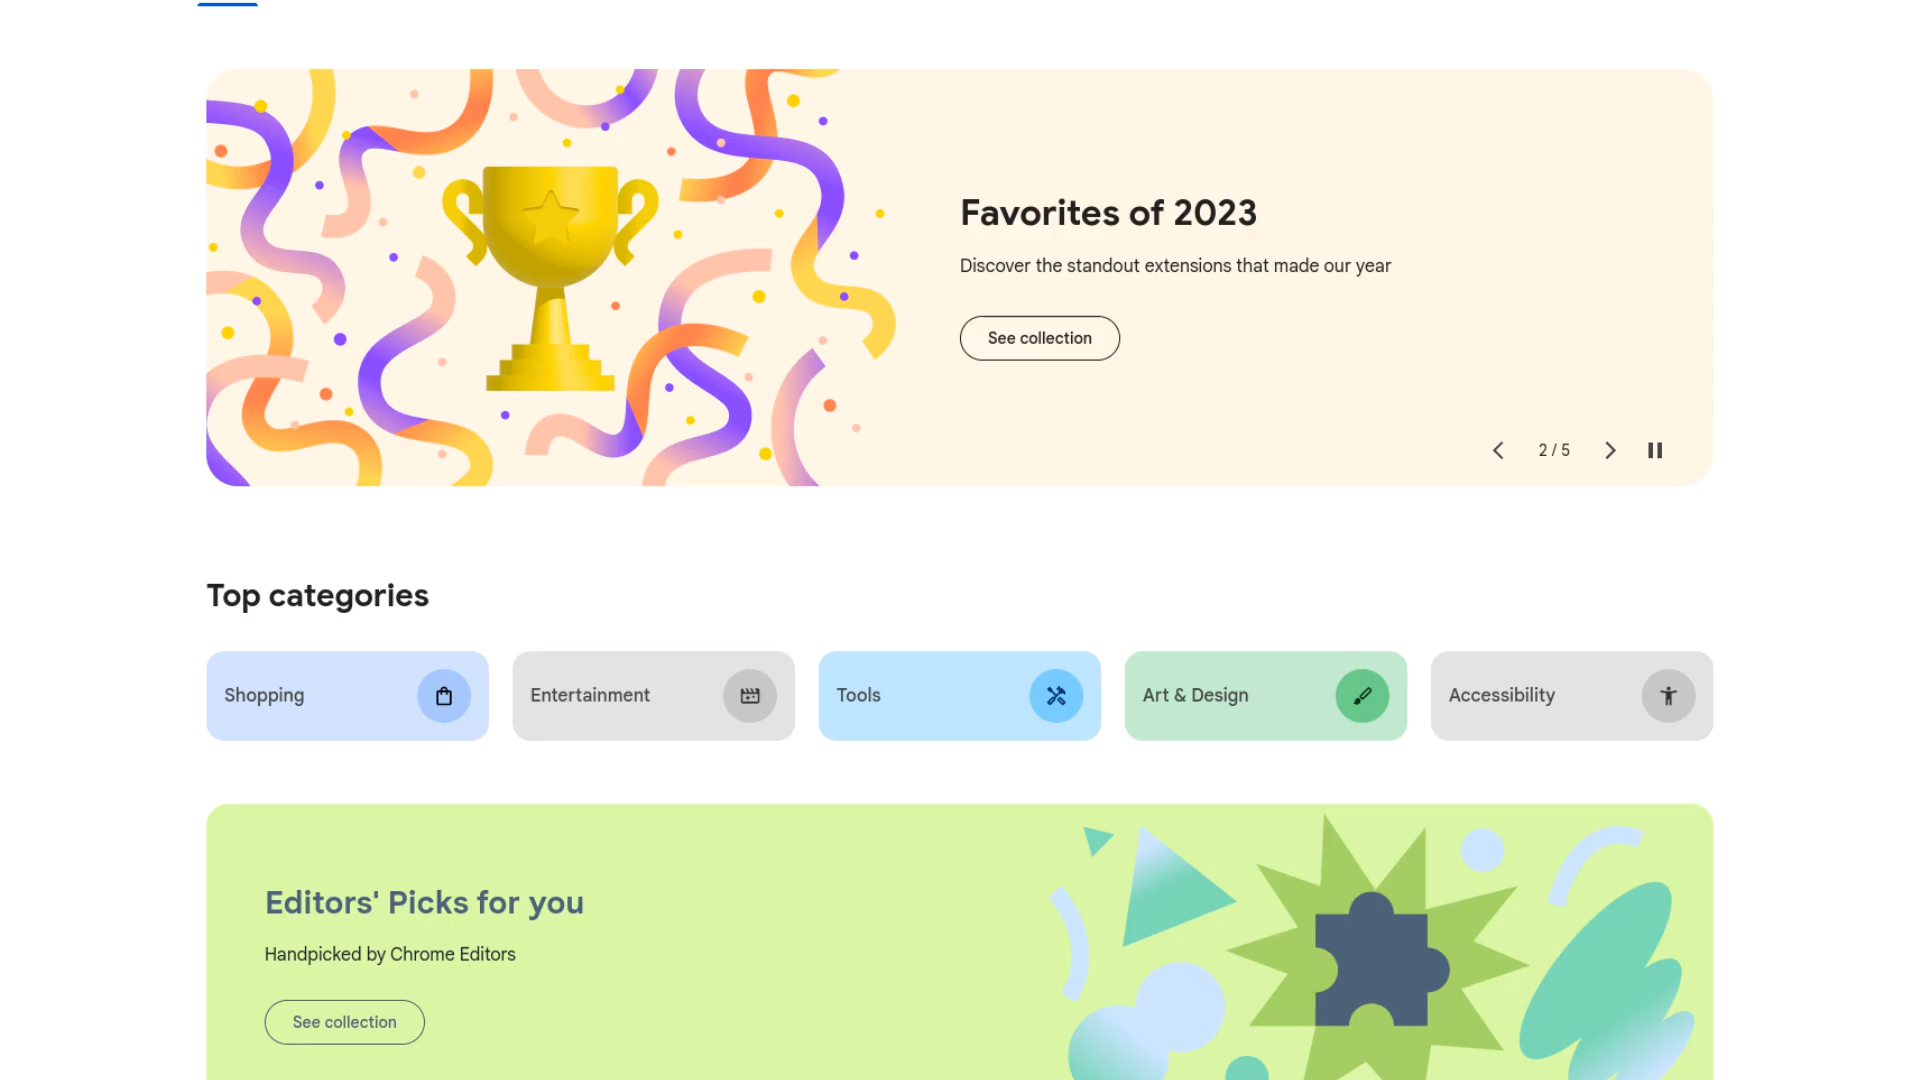 Favorites of 2023
Discover the standout extensions that made our year
See collection
2 / 5
Top categories
Shopping
Entertainment
Tools
Art & Design
Accessibility
Editors' Picks for you
Handpicked by Chrome Editors
See collection